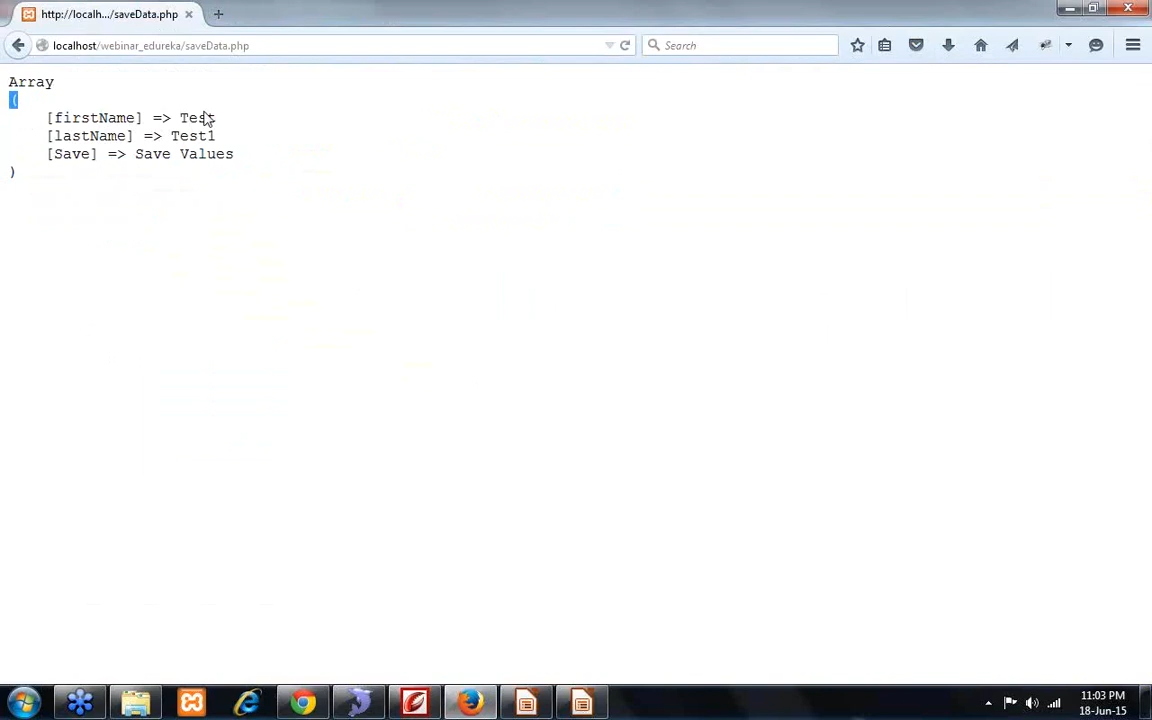 http://localh.../saveData.php
localhost/webinar_edureka/saveData.php
Search
Array
(
[firstName] => Test
[lastName] => Test1
[Save] => Save Values
)
11:03 PM
18-Jun-15